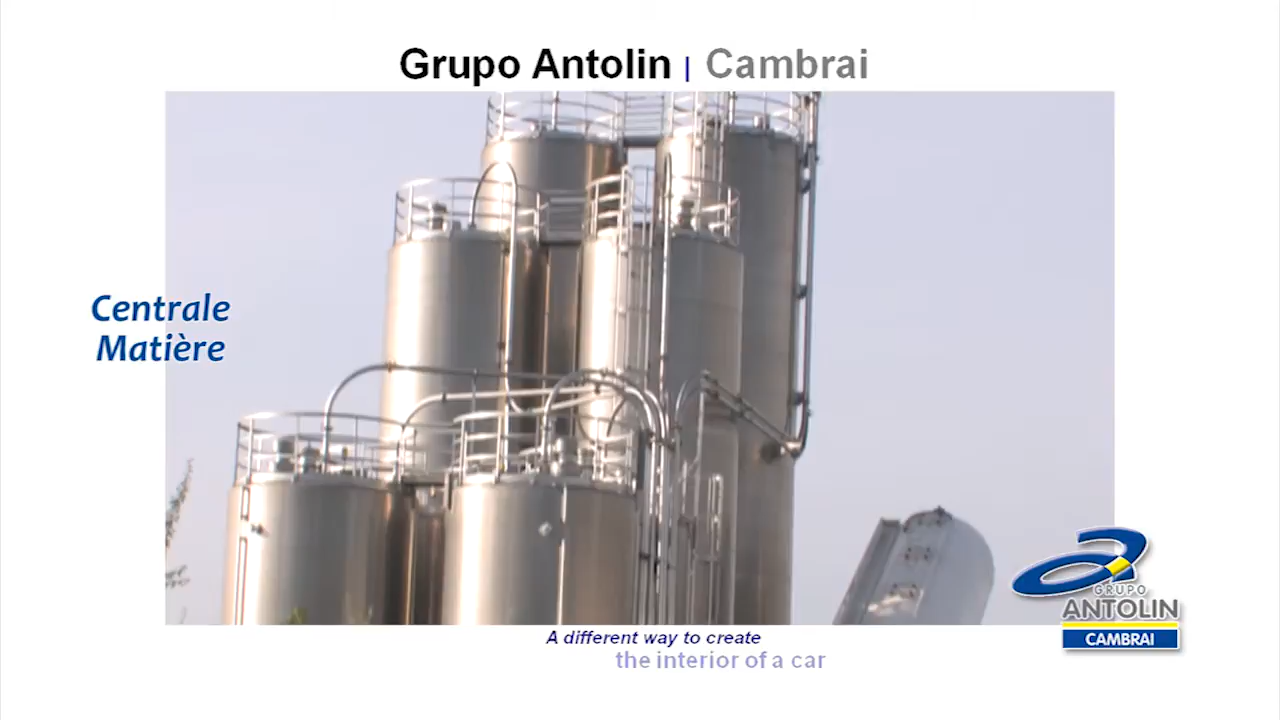 Grupo Antolin | Cambrai
Centrale
Matière
GRUPO
ANTOLIN
CAMBRAI
A different way to create
the interior of a car